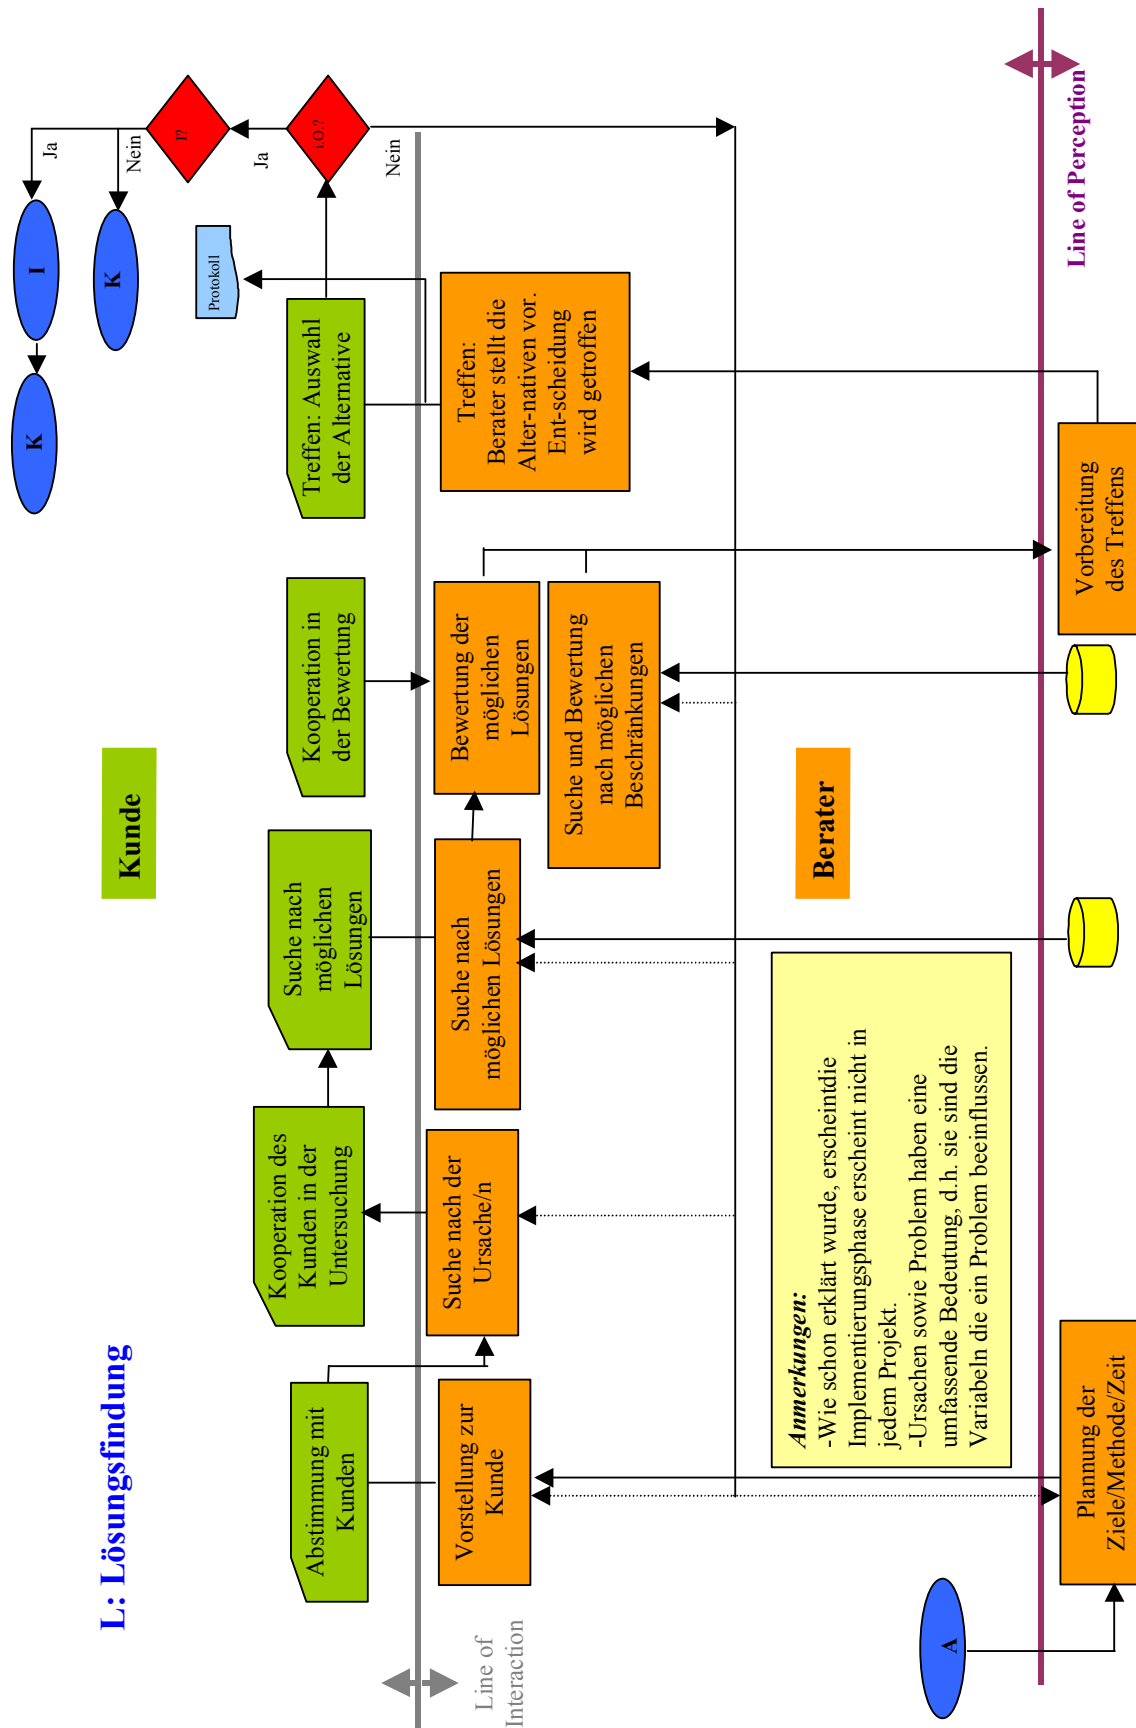 L: Lösungsfindung
Kunde
Abstimmung mit
Kunden
Kooperation des
Kunden in der
Untersuchung
Suche nach
möglichen
Lösungen
Kooperation in
der Bewertung
Treffen: Auswahl
der Alternative
Protokoll
K
I
K
Ja
Nein
I?
Ja
i.O.?
Nein
Line of
Interaction
Vorstellung zur
Kunde
Suche nach der
Ursache/n
Suche nach
möglichen Lösungen
Bewertung der
möglichen
Lösungen
Suche und Bewertung
nach möglichen
Beschränkungen
Treffen:
Berater stellt die
Alter-nativen vor.
Ent-scheidung
wird getroffen
Berater
Anmerkungen:
-Wie schon erklärt wurde, erscheintdie
Implementierungsphase erscheint nicht in
jedem Projekt.
-Ursachen sowie Problem haben eine
umfassende Bedeutung, d.h. sie sind die
Variabeln die ein Problem beeinflussen.
A
Line of Perception
Plannung der
Ziele/Methode/Zeit
Vorbereitung
des Treffens